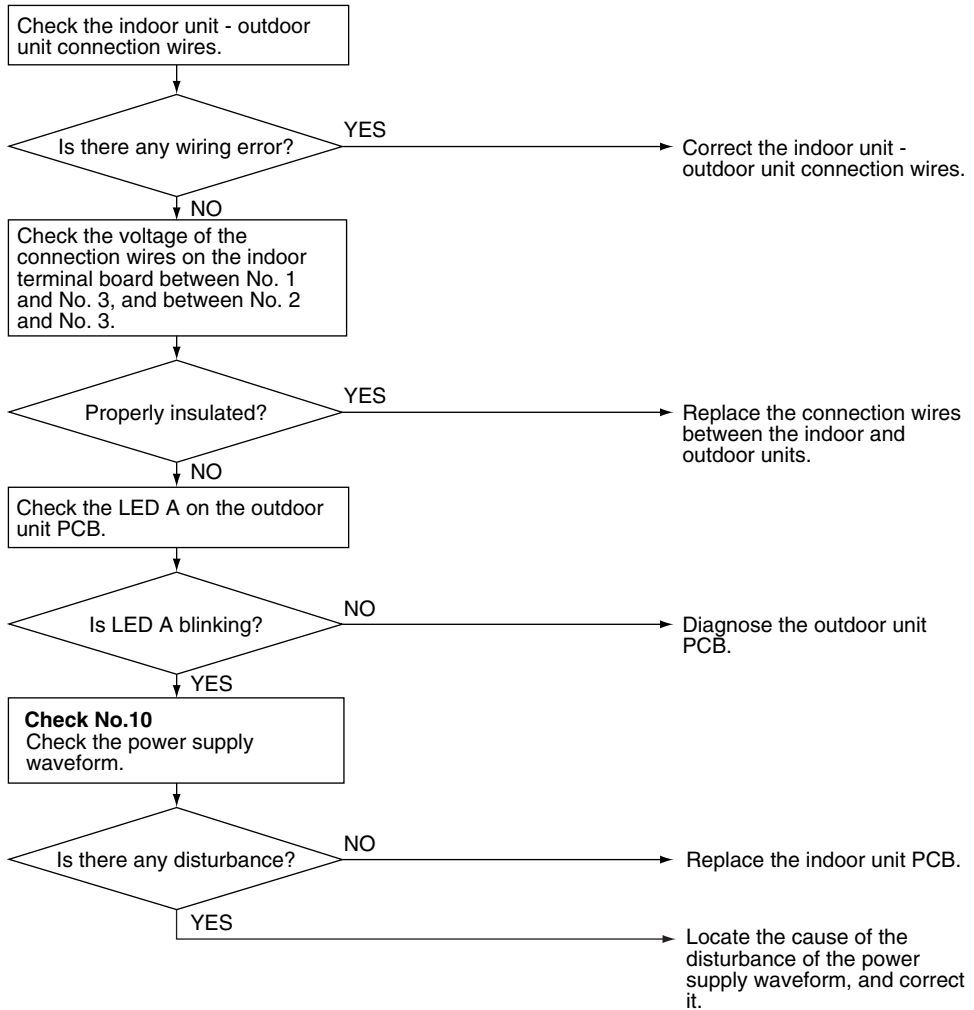 Check the indoor unit - outdoor
unit connection wires.
Is there any wiring error?
YES
Correct the indoor unit -
outdoor unit connection wires.
NO
Check the voltage of the
connection wires on the indoor
terminal board between No. 1
and No. 3, and between No. 2
and No. 3.
Properly insulated?
YES
Replace the connection wires
between the indoor and
outdoor units.
NO
Check the LED A on the outdoor
unit PCB.
Is LED A blinking?
NO
Diagnose the outdoor unit
PCB.
YES
Check No.10
Check the power supply
waveform.
Is there any disturbance?
NO
Replace the indoor unit PCB.
YES
Locate the cause of the
disturbance of the power
supply waveform, and correct
it.